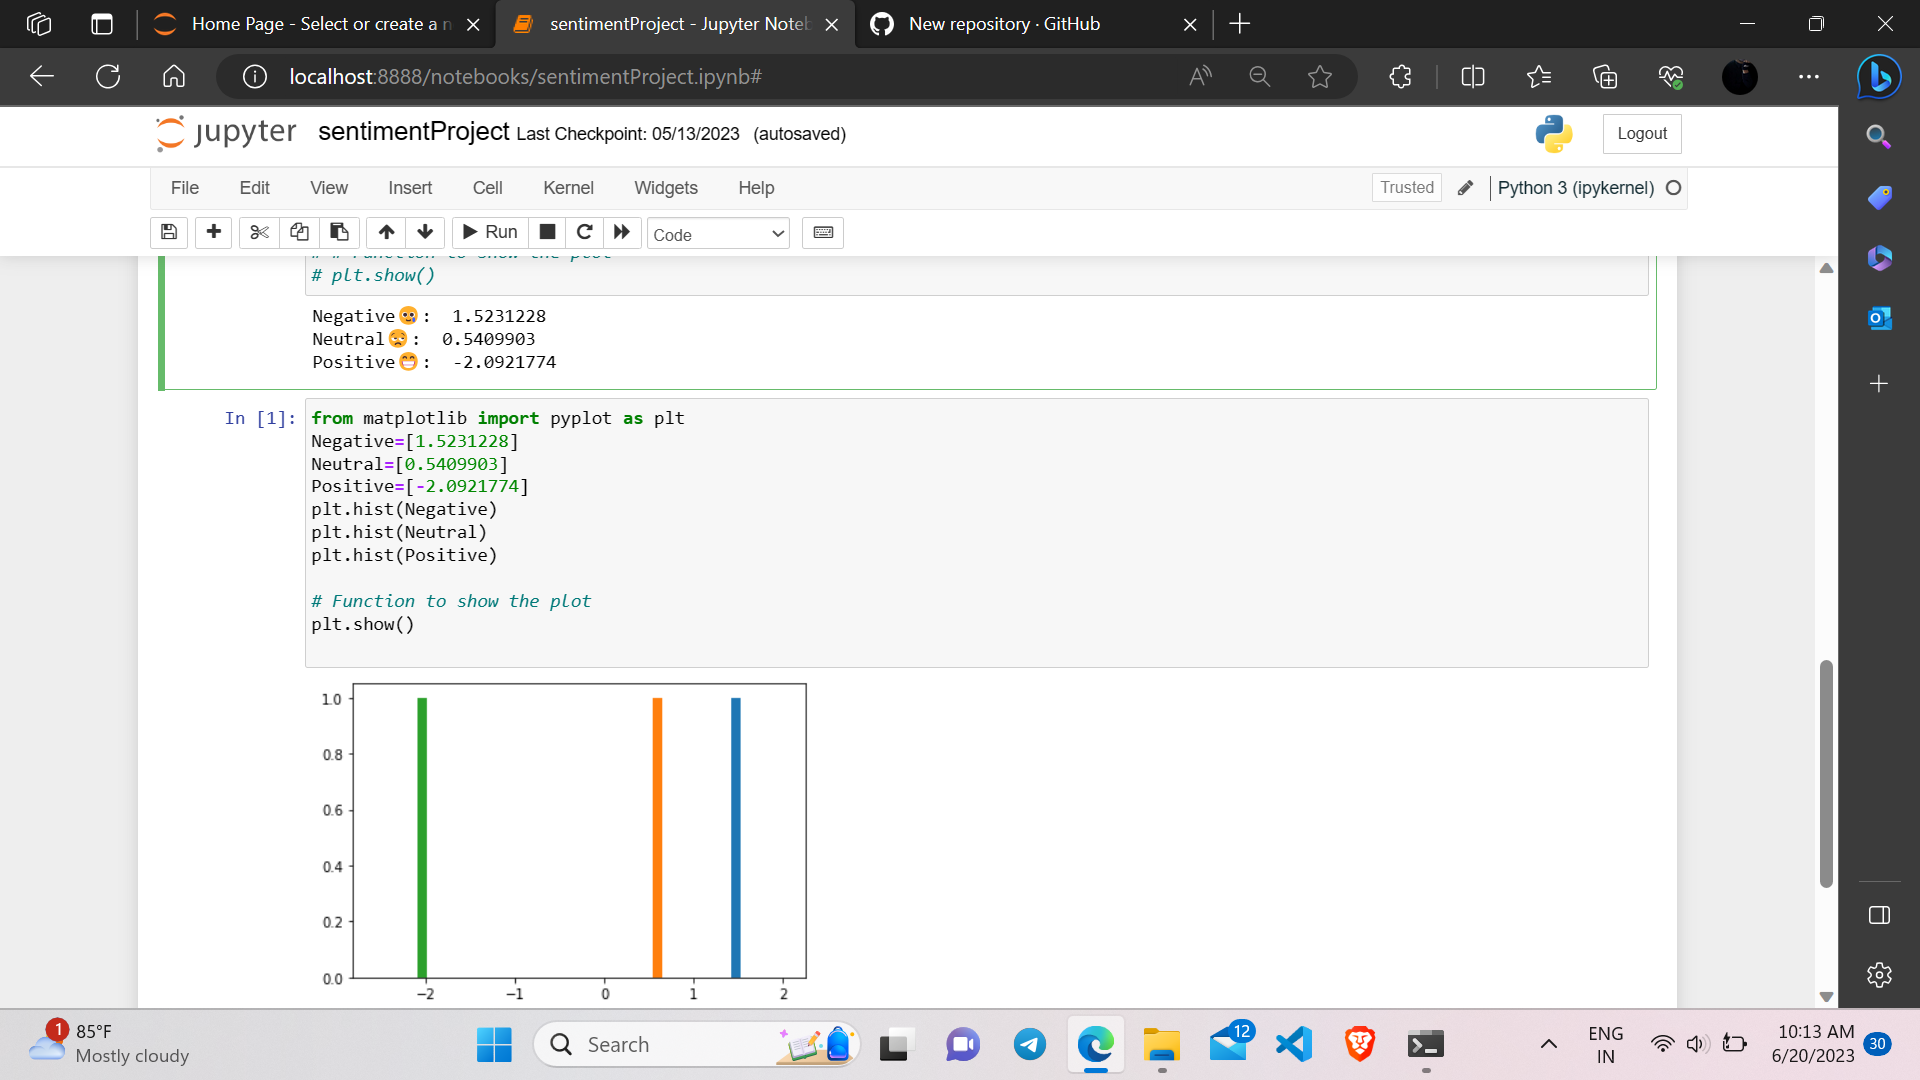 Home Page - Select or create a n
sentimentProject - Jupyter Noteb
New repository · GitHub
localhost:8888/notebooks/sentimentProject.ipynb#
jupyter sentimentProject Last Checkpoint: 05/13/2023 (autosaved)
Logout
File Edit View Insert Cell Kernel Widgets Help
Trusted Python 3 (ipykernel)
Run Code
# # Function to show the plot
# plt.show()
Negative😢: 1.5231228
Neutral😔: 0.5409903
Positive😁: -2.0921774
In [1]: from matplotlib import pyplot as plt
Negative=[1.5231228]
Neutral=[0.5409903]
Positive=[-2.0921774]
plt.hist(Negative)
plt.hist(Neutral)
plt.hist(Positive)
# Function to show the plot
plt.show()
1.0
0.8
0.6
0.4
0.2
0.0
−2 −1 0 1 2
1
85°F
Mostly cloudy
Search
12
ENG
IN
10:13 AM
6/20/2023
30